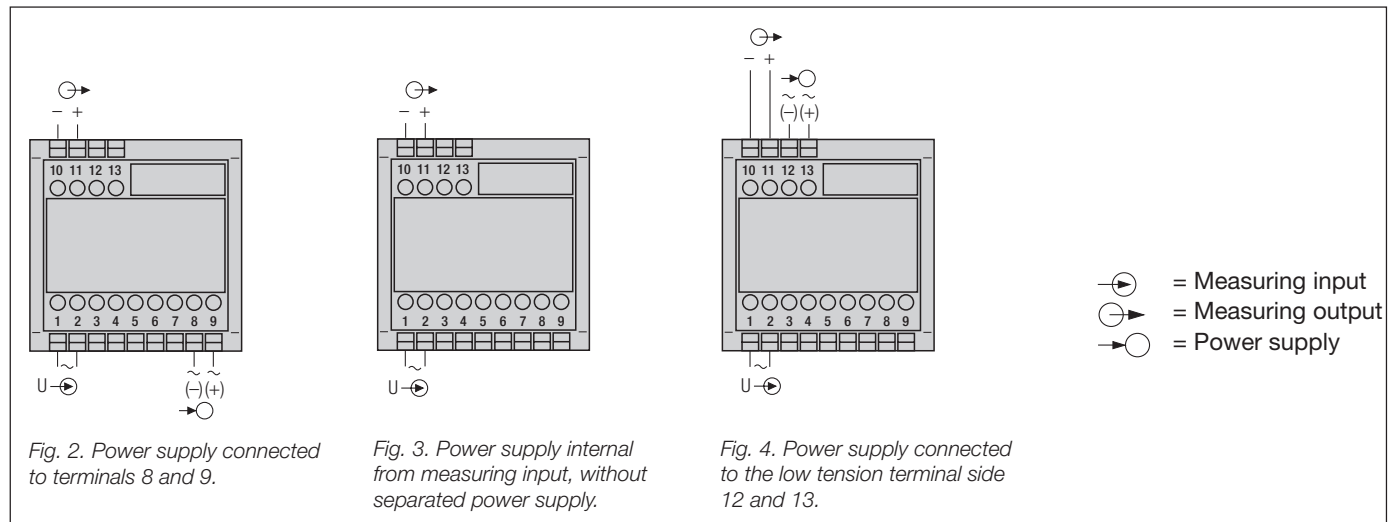 − +
10 11 12 13
1 2 3 4 5 6 7 8 9
~ ~ ~
U (−) (+)
Fig. 2. Power supply connected
to terminals 8 and 9.
− +
10 11 12 13
1 2 3 4 5 6 7 8 9
~
U
Fig. 3. Power supply internal
from measuring input, without
separated power supply.
− +
~ ~
(−) (+)
10 11 12 13
1 2 3 4 5 6 7 8 9
~
U
Fig. 4. Power supply connected
to the low tension terminal side
12 and 13.
= Measuring input
= Measuring output
= Power supply